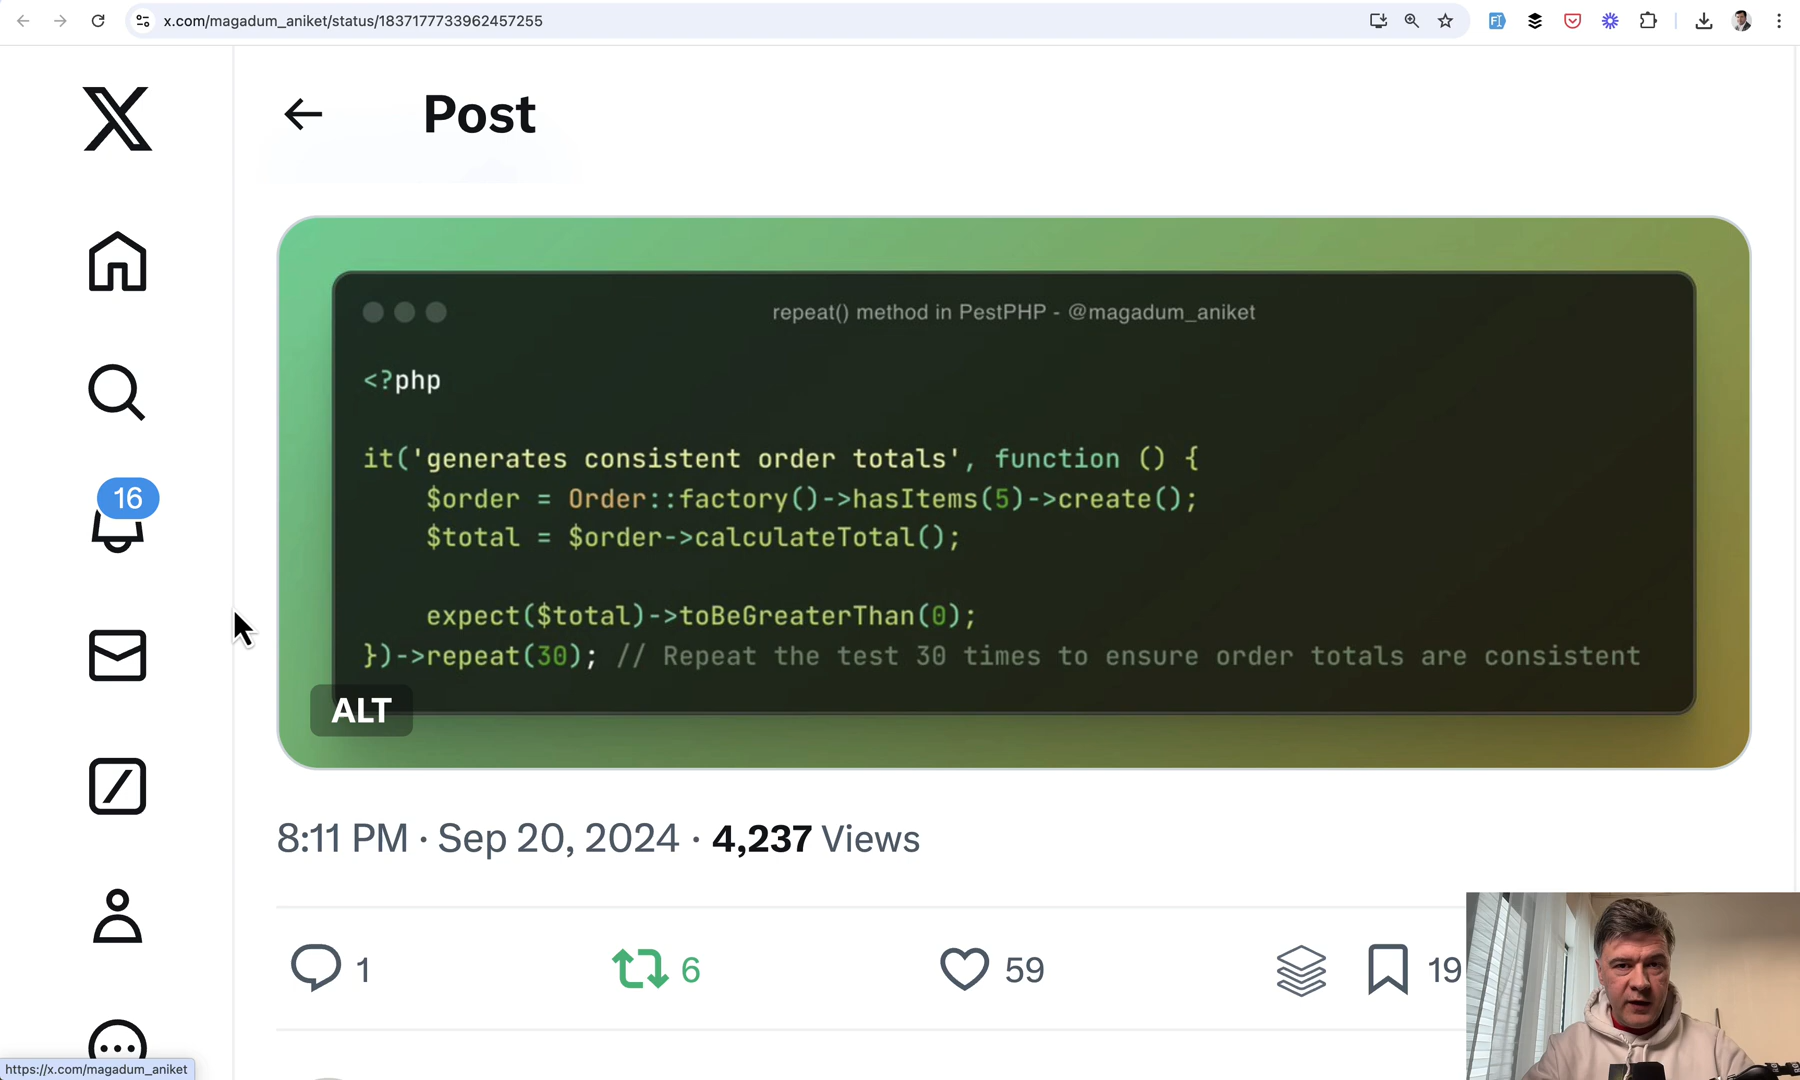 x.com/magadum_aniket/status/1837177733962457255
Post
16
repeat() method in PestPHP - @magadum_aniket
<?php
it('generates consistent order totals', function () {
    $order = Order::factory()->hasItems(5)->create();
    $total = $order->calculateTotal();
    expect($total)->toBeGreaterThan(0);
})->repeat(30); // Repeat the test 30 times to ensure order totals are consistent
ALT
8:11 PM · Sep 20, 2024 · 4,237 Views
1 6 59 19
https://x.com/magadum_aniket